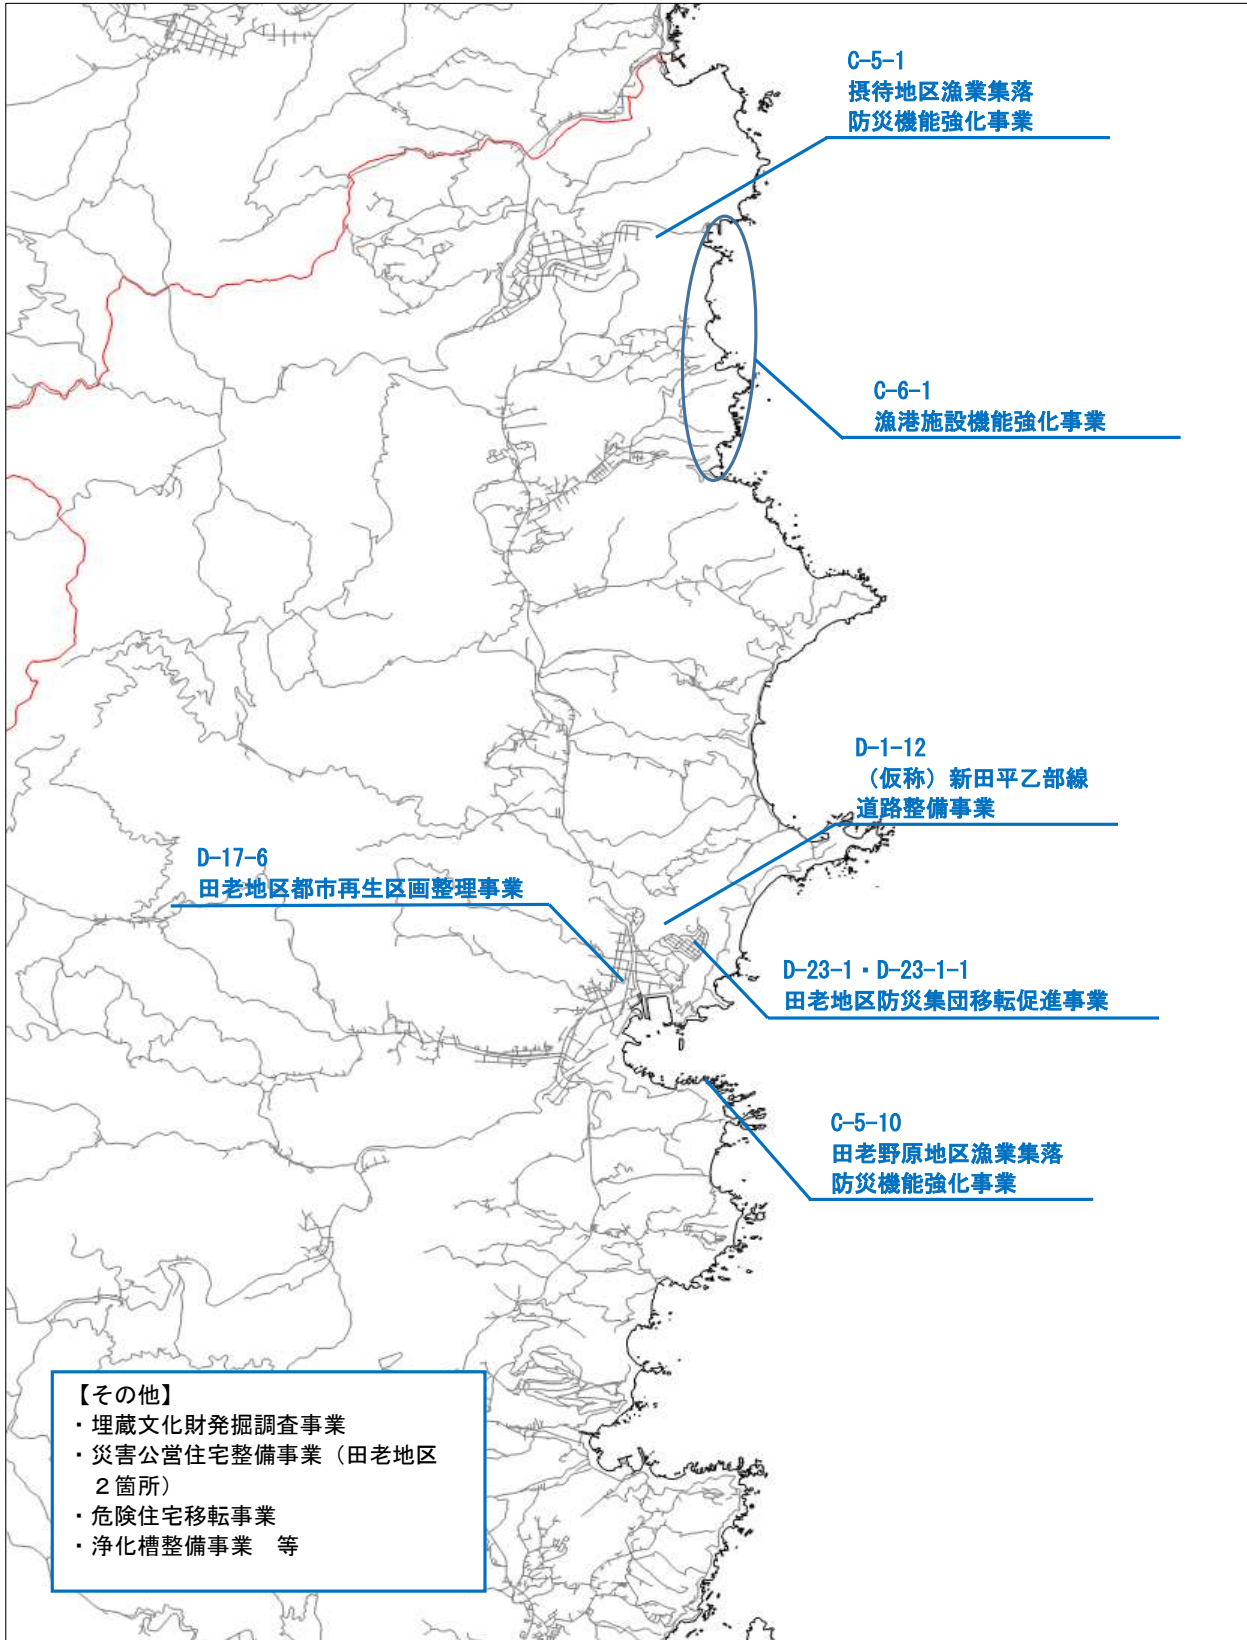 C-5-1
摂待地区漁業集落
防災機能強化事業
C-6-1
漁港施設機能強化事業
D-1-12
（仮称）新田平乙部線
道路整備事業
D-17-6
田老地区都市再生区画整理事業
D-23-1・D-23-1-1
田老地区防災集団移転促進事業
C-5-10
田老野原地区漁業集落
防災機能強化事業
【その他】
・埋蔵文化財発掘調査事業
・災害公営住宅整備事業（田老地区
２箇所）
・危険住宅移転事業
・浄化槽整備事業　等